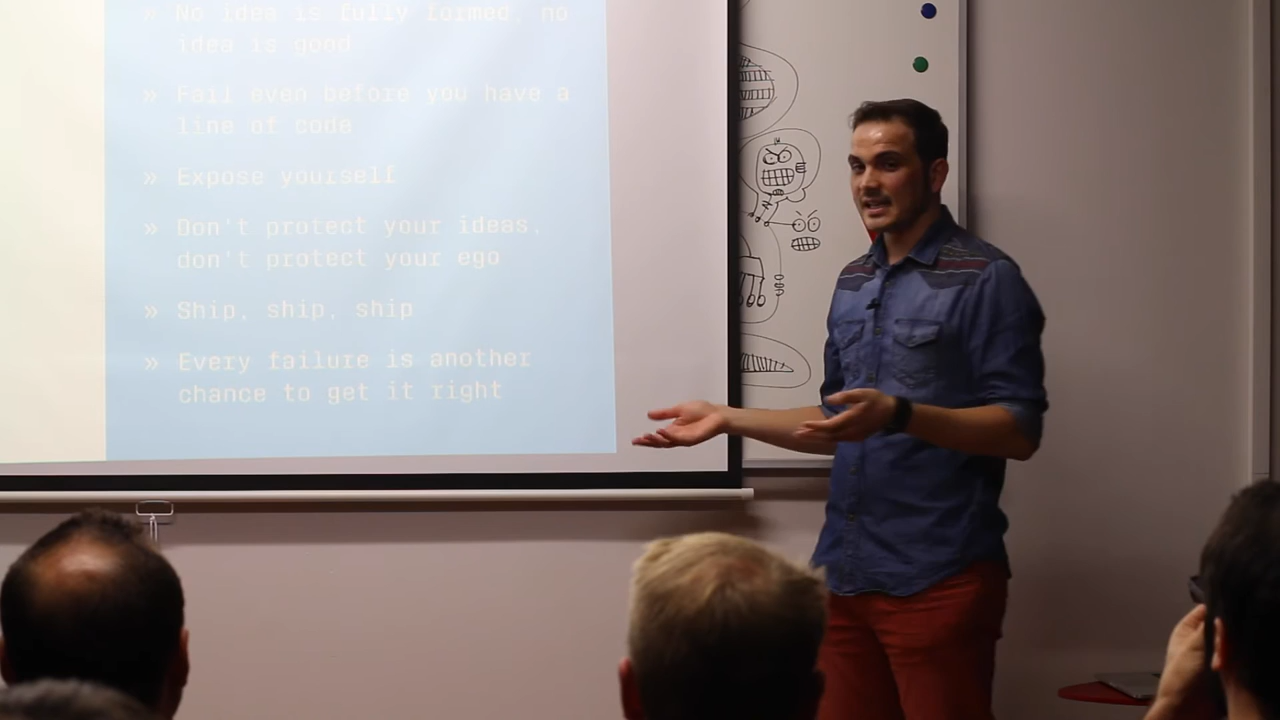 » No idea is fully formed, no
idea is good
» Fail even before you have a
line of code
» Expose yourself
» Don't protect your ideas,
don't protect your ego
» Ship, ship, ship
» Every failure is another
chance to get it right